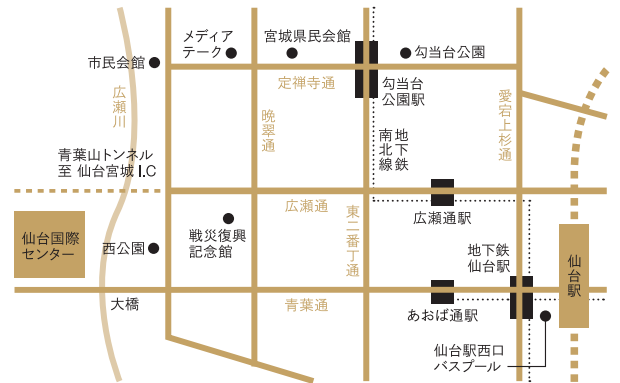 メディア
テーク
宮城県民会館
勾当台公園
市民会館
定禅寺通
勾当台
公園駅
広瀬川
晩翠通
愛宕上杉通
地下鉄
南北線
青葉山トンネル
至 仙台宮城I.C
広瀬通
広瀬通駅
東二番丁通
仙台国際
センター
西公園
戦災復興
記念館
地下鉄
仙台駅
仙台駅
大橋
青葉通
あおば通駅
仙台駅西口
バスプール